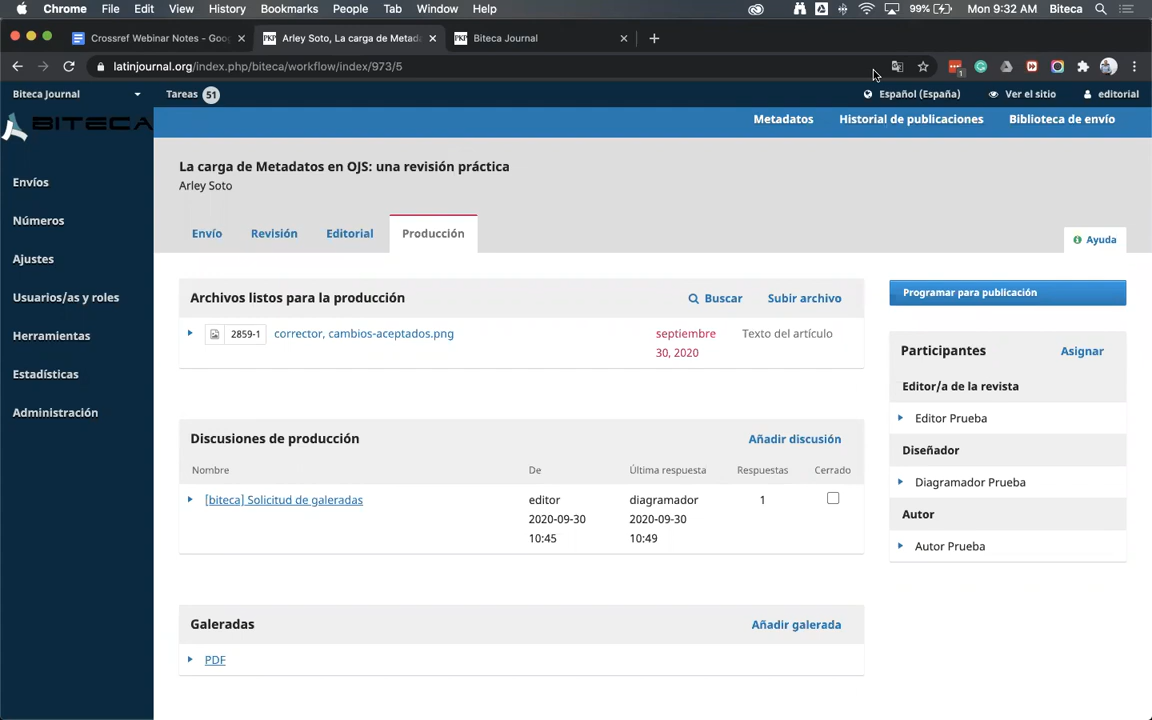 Chrome File Edit View History Bookmarks People Tab Window Help 99% Mon 9:32 AM Biteca
Crossref Webinar Notes - Goog
Arley Soto, La carga de Metada
Biteca Journal
latinjournal.org/index.php/biteca/workflow/index/973/5
Biteca Journal
Tareas 51
Español (España)
Ver el sitio
editorial
BITECA
Metadatos
Historial de publicaciones
Biblioteca de envío
Envíos
Números
Ajustes
Usuarios/as y roles
Herramientas
Estadísticas
Administración
La carga de Metadatos en OJS: una revisión práctica
Arley Soto
Envío
Revisión
Editorial
Producción
Ayuda
Archivos listos para la producción
Buscar
Subir archivo
2859-1 corrector, cambios-aceptados.png
septiembre
30, 2020
Texto del artículo
Discusiones de producción
Añadir discusión
Nombre De Última respuesta Respuestas Cerrado
[biteca] Solicitud de galeradas
editor
2020-09-30
10:45
diagramador
2020-09-30
10:49
1
Galeradas
Añadir galerada
PDF
Programar para publicación
Participantes
Asignar
Editor/a de la revista
Editor Prueba
Diseñador
Diagramador Prueba
Autor
Autor Prueba